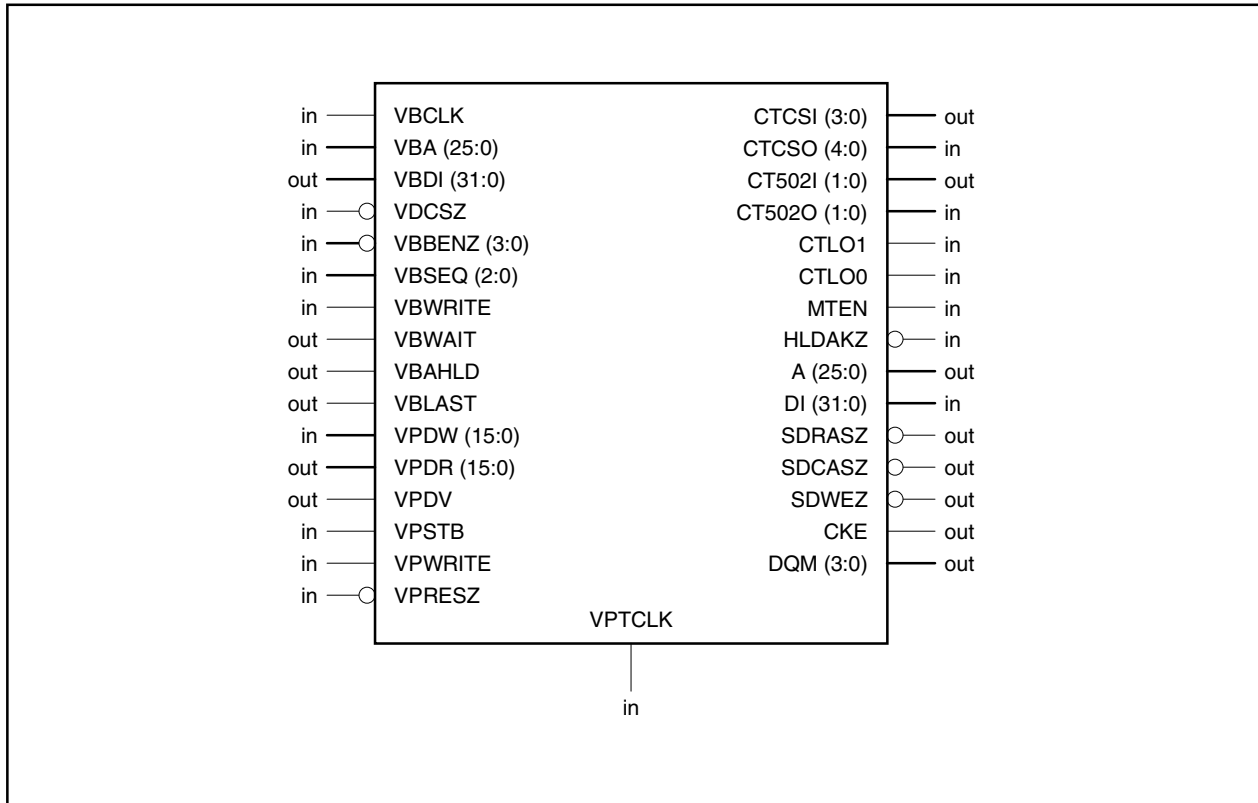 in VBCLK CTCSI (3:0) out
in VBA (25:0) CTCSO (4:0) in
out VBDI (31:0) CT502I (1:0) out
in VDCSZ CT502O (1:0) in
in VBBENZ (3:0) CTLO1 in
in VBSEQ (2:0) CTLO0 in
in VBWRITE MTEN in
out VBWAIT HLDAKZ in
out VBAHLD A (25:0) out
out VBLAST DI (31:0) in
in VPDW (15:0) SDRASZ out
out VPDR (15:0) SDCASZ out
out VPDV SDWEZ out
in VPSTB CKE out
in VPWRITE DQM (3:0) out
in VPRESZ
VPTCLK
in